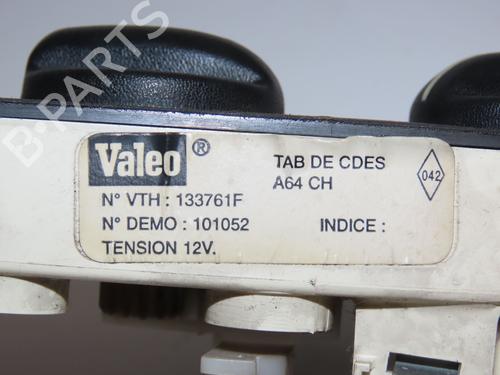 B-PARTS
Valeo®
TAB DE CDES
A64 CH
042
N° VTH : 133761F
N° DEMO : 101052
INDICE :
TENSION 12V.